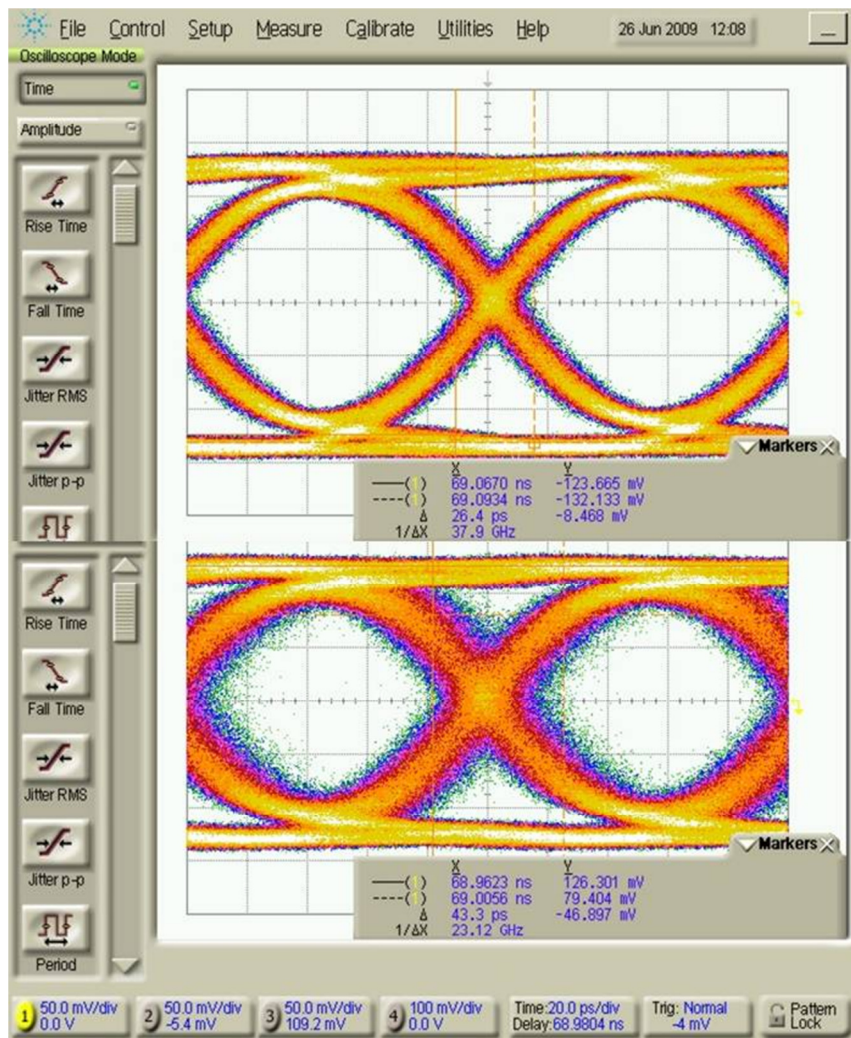 File Control Setup Measure Calibrate Utilities Help 26 Jun 2009 12:08
Oscilloscope Mode
Time
Amplitude
Rise Time
Fall Time
Jitter RMS
Jitter p-p
Markers
X Y
(1) 69.0670 ns -123.665 mV
(1) 69.0934 ns -132.133 mV
Δ 26.4 ps -8.468 mV
1/ΔX 37.9 GHz
Rise Time
Fall Time
Jitter RMS
Jitter p-p
Period
Markers
X Y
(1) 68.9623 ns 126.301 mV
(1) 69.0056 ns 79.404 mV
Δ 43.3 ps -46.897 mV
1/ΔX 23.12 GHz
1 50.0 mV/div 2 50.0 mV/div 3 50.0 mV/div 4 100 mV/div Time:20.0 ps/div Trig: Normal Pattern
0.0 V -5.4 mV 109.2 mV 0.0 V Delay:68.9804 ns -4 mV Lock